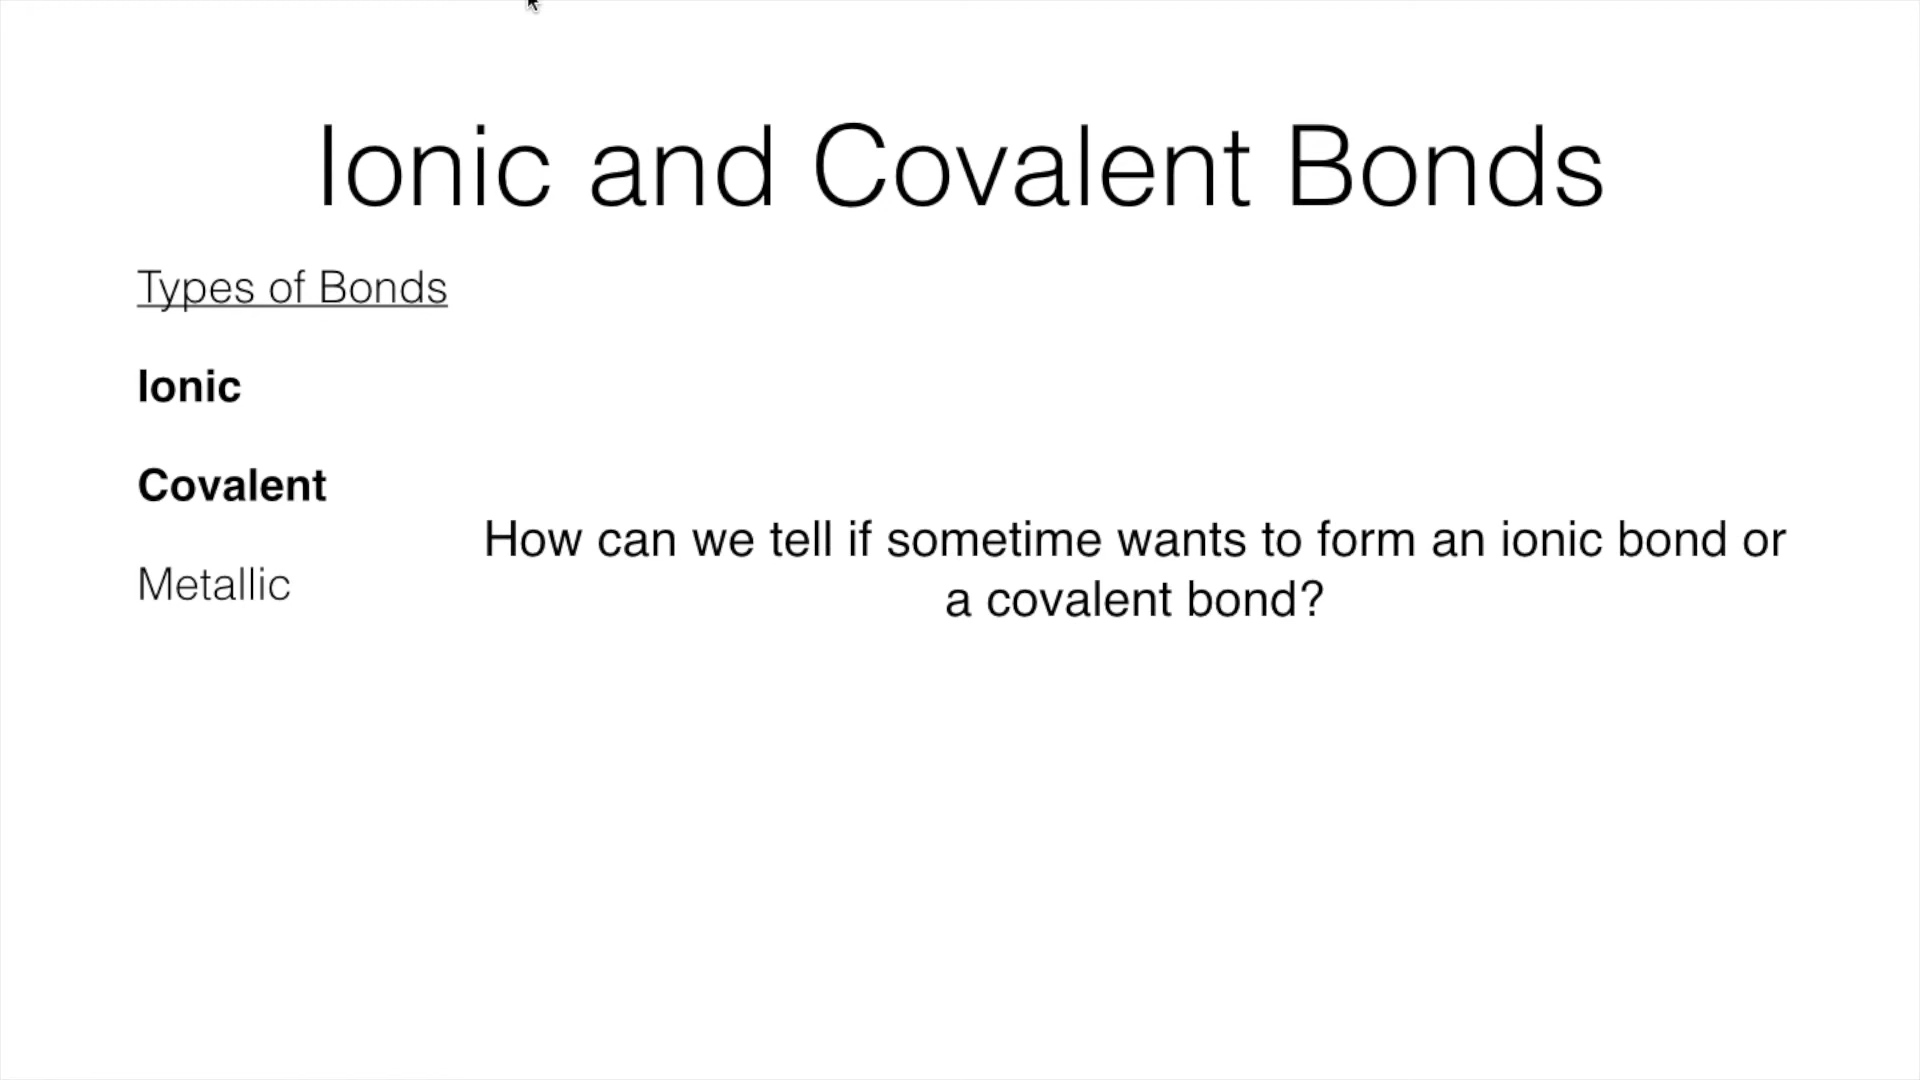 Ionic and Covalent Bonds
Types of Bonds
Ionic
Covalent
Metallic
How can we tell if sometime wants to form an ionic bond or
a covalent bond?